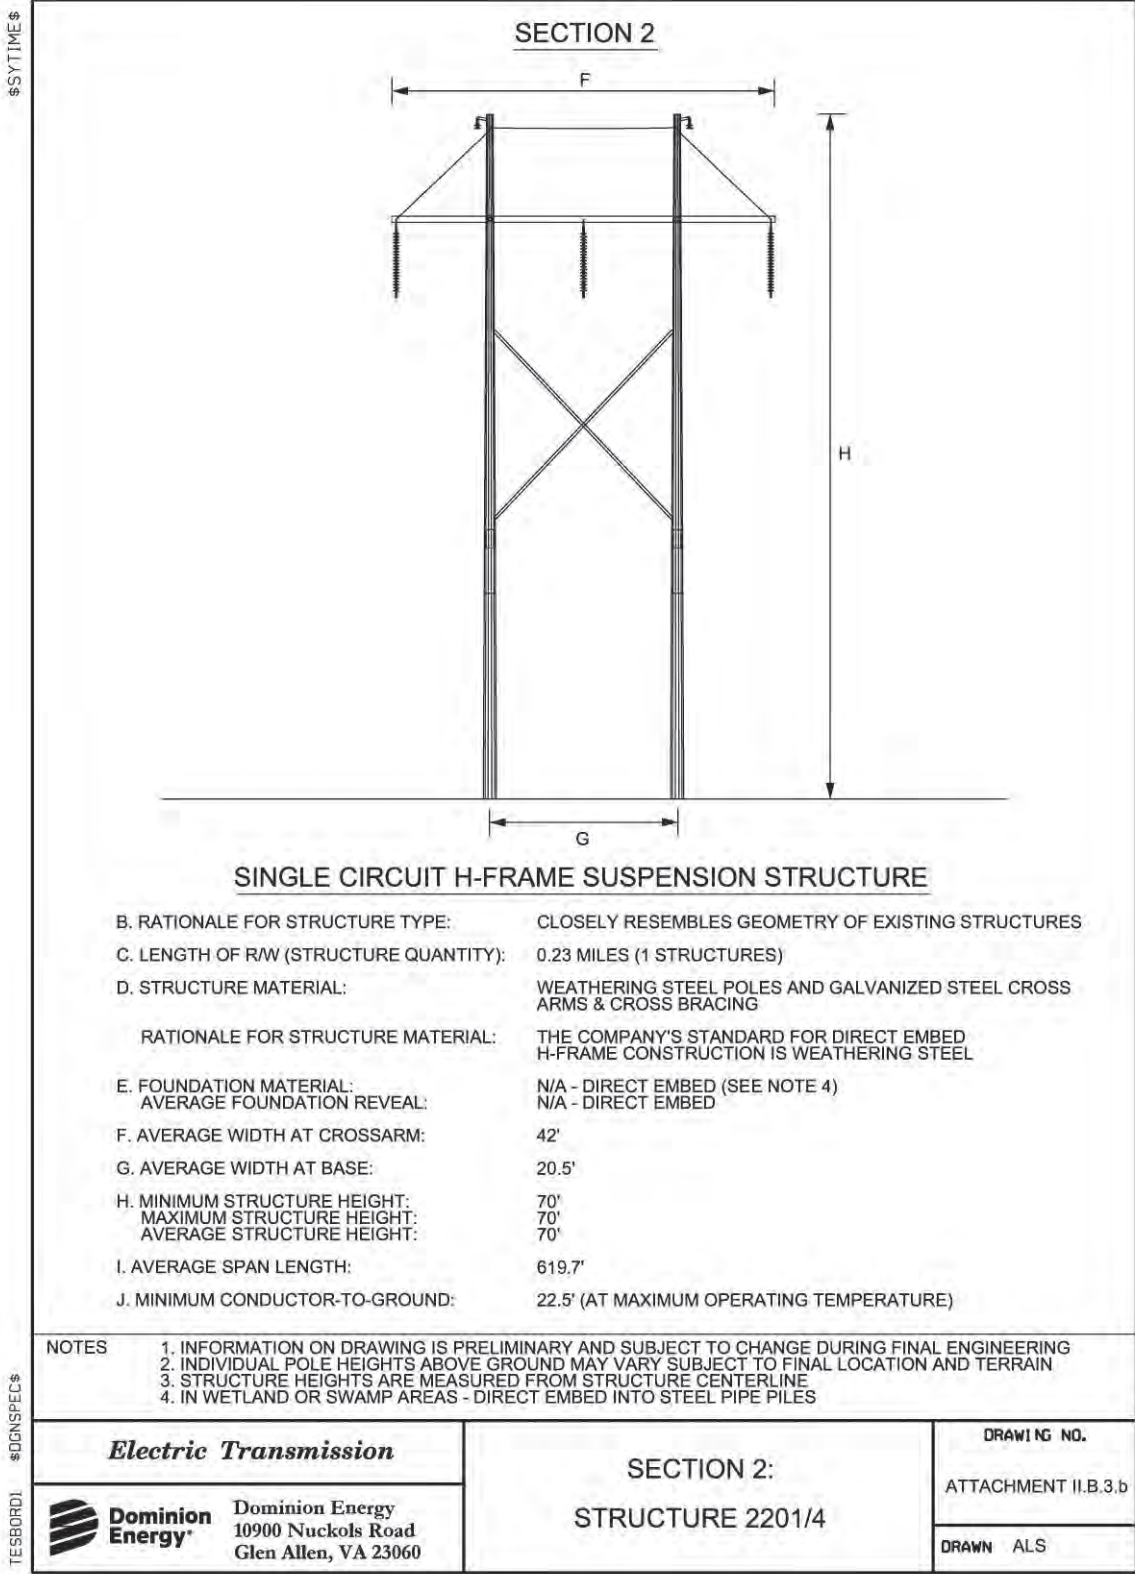 $SYTIME$
SECTION 2
F
H
G
SINGLE CIRCUIT H-FRAME SUSPENSION STRUCTURE
B. RATIONALE FOR STRUCTURE TYPE: CLOSELY RESEMBLES GEOMETRY OF EXISTING STRUCTURES
C. LENGTH OF R/W (STRUCTURE QUANTITY): 0.23 MILES (1 STRUCTURES)
D. STRUCTURE MATERIAL: WEATHERING STEEL POLES AND GALVANIZED STEEL CROSS
ARMS & CROSS BRACING
RATIONALE FOR STRUCTURE MATERIAL: THE COMPANY'S STANDARD FOR DIRECT EMBED
H-FRAME CONSTRUCTION IS WEATHERING STEEL
E. FOUNDATION MATERIAL: N/A - DIRECT EMBED (SEE NOTE 4)
AVERAGE FOUNDATION REVEAL: N/A - DIRECT EMBED
F. AVERAGE WIDTH AT CROSSARM: 42'
G. AVERAGE WIDTH AT BASE: 20.5'
H. MINIMUM STRUCTURE HEIGHT: 70'
MAXIMUM STRUCTURE HEIGHT: 70'
AVERAGE STRUCTURE HEIGHT: 70'
I. AVERAGE SPAN LENGTH: 619.7'
J. MINIMUM CONDUCTOR-TO-GROUND: 22.5' (AT MAXIMUM OPERATING TEMPERATURE)
NOTES 1. INFORMATION ON DRAWING IS PRELIMINARY AND SUBJECT TO CHANGE DURING FINAL ENGINEERING
2. INDIVIDUAL POLE HEIGHTS ABOVE GROUND MAY VARY SUBJECT TO FINAL LOCATION AND TERRAIN
3. STRUCTURE HEIGHTS ARE MEASURED FROM STRUCTURE CENTERLINE
4. IN WETLAND OR SWAMP AREAS - DIRECT EMBED INTO STEEL PIPE PILES
TESBORD1 $DGNSPEC$
Electric Transmission
Dominion
Energy
Dominion Energy
10900 Nuckols Road
Glen Allen, VA 23060
SECTION 2:
STRUCTURE 2201/4
DRAWING NO.
ATTACHMENT II.B.3.b
DRAWN ALS